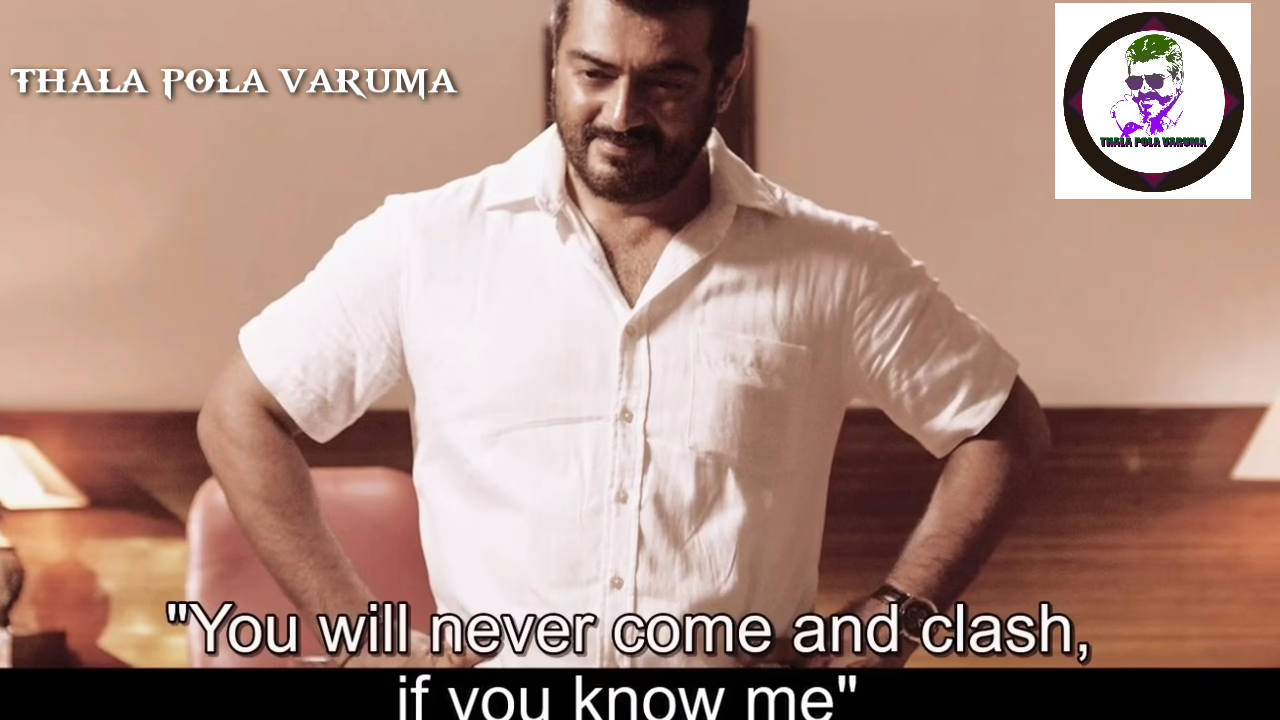 THALA POLA VARUMA
THALA POLA VARUMA
"You will never come and clash,
if you know me"